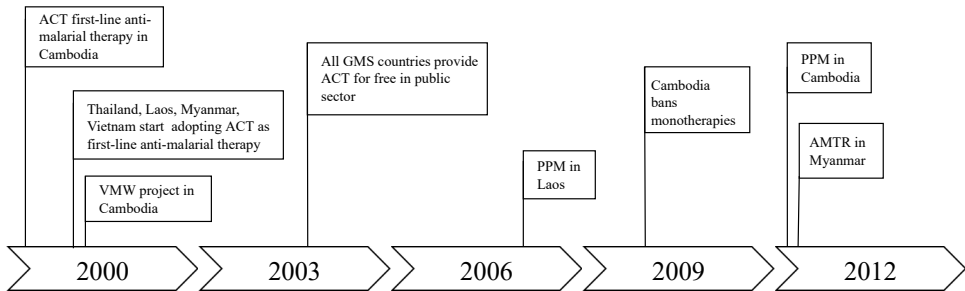 ACT first-line anti-
malarial therapy in
Cambodia
Thailand, Laos, Myanmar,
Vietnam start adopting ACT as
first-line anti-malarial therapy
VMW project in
Cambodia
All GMS countries provide
ACT for free in public
sector
PPM in
Laos
Cambodia
bans
monotherapies
PPM in
Cambodia
AMTR in
Myanmar
2000
2003
2006
2009
2012